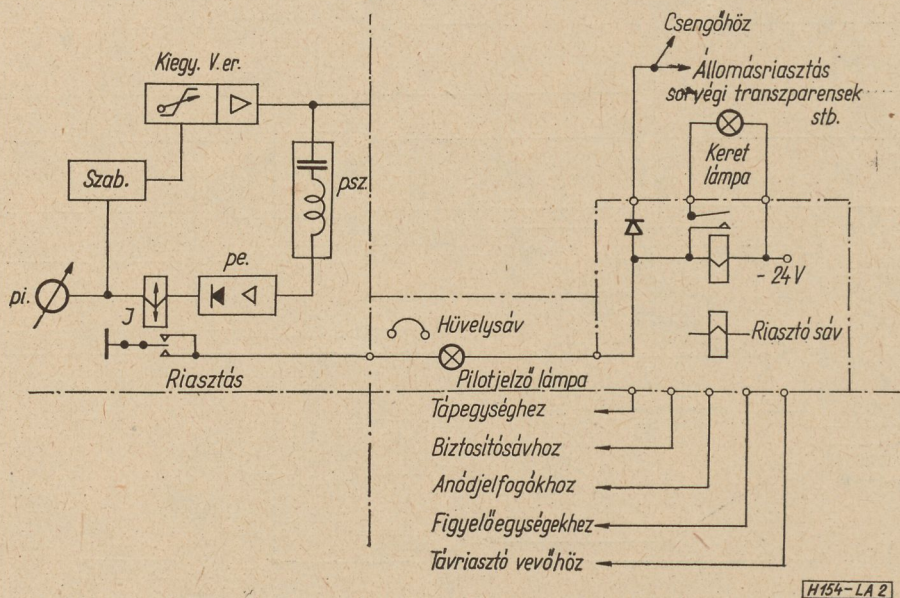 Csengőhöz
Kiegy. V. er.
Állomásriasztás
sorvégi transzparensek
stb.
Keret
lámpa
Szab.
psz.
pe.
pi.
J
- 24V
Hüvelysáv
Riasztó sáv
Riasztás
Pilotjelző lámpa
Tápegységhez
Biztosítósávhoz
Anódjelfogókhoz
Figyelőegységekhez
Távriasztó vevőhöz
H154-LA 2